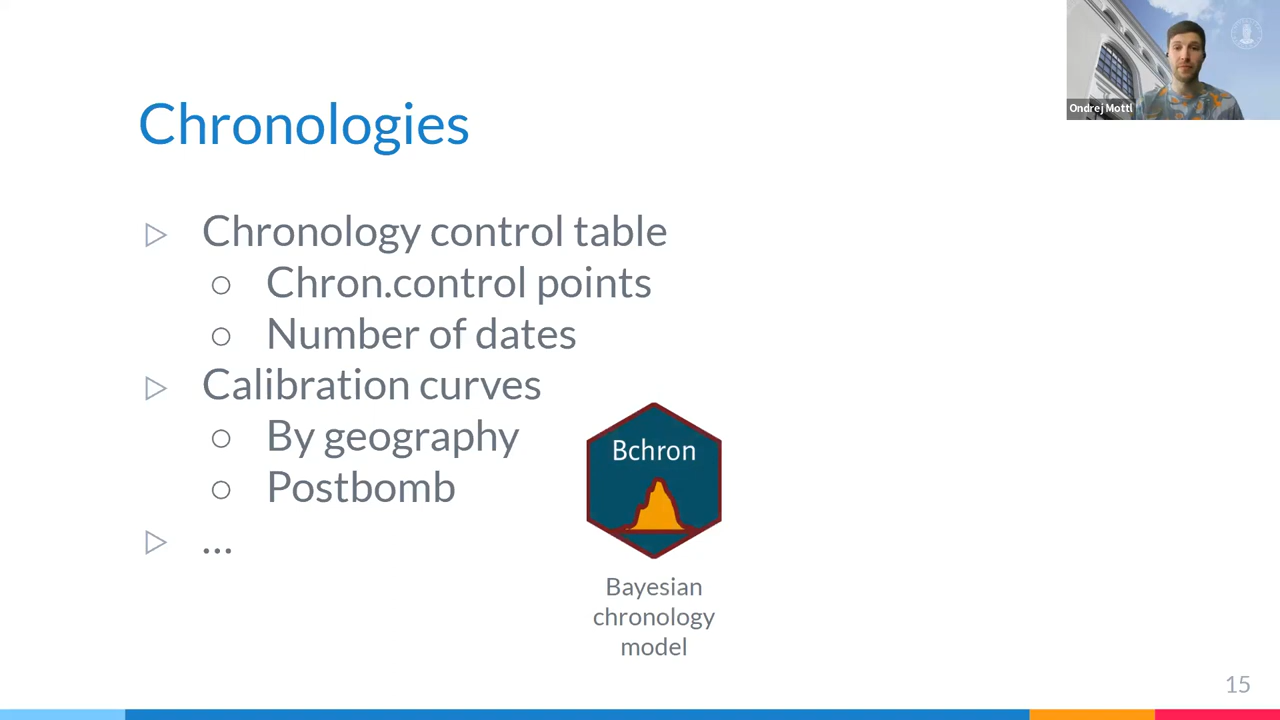 Ondrej Mottl
Chronologies
Chronology control table
Chron.control points
Number of dates
Calibration curves
By geography
Postbomb
...
Bchron
Bayesian
chronology
model
15